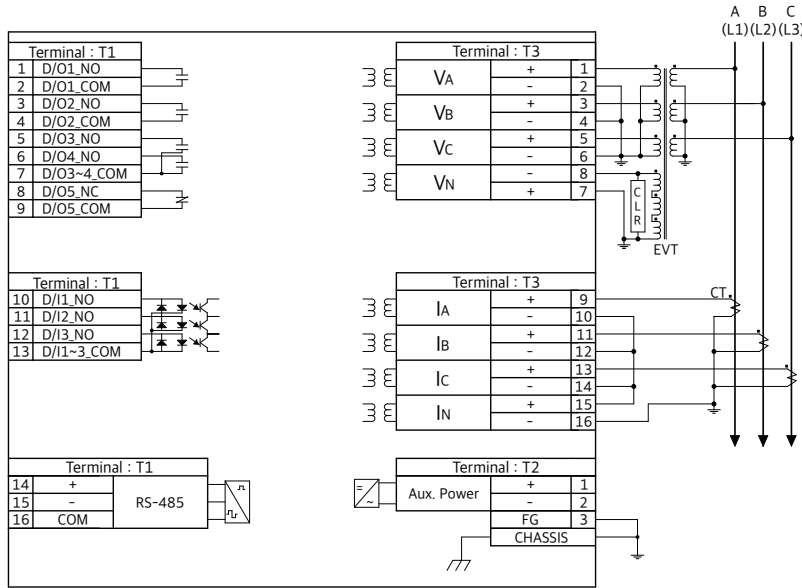 A B C
(L1) (L2) (L3)
Terminal : T1
1 D/O1_NO
2 D/O1_COM
3 D/O2_NO
4 D/O2_COM
5 D/O3_NO
6 D/O4_NO
7 D/O3~4_COM
8 D/O5_NC
9 D/O5_COM
Terminal : T3
VA + 1
- 2
VB + 3
- 4
VC + 5
- 6
VN - 8
+ 7
CLR
EVT
Terminal : T1
10 D/I1_NO
11 D/I2_NO
12 D/I3_NO
13 D/I1~3_COM
Terminal : T3
IA + 9
- 10
IB + 11
- 12
IC + 13
- 14
IN + 15
- 16
CT
Terminal : T1
14 +
15 - RS-485
16 COM
Terminal : T2
Aux. Power + 1
- 2
FG 3
CHASSIS